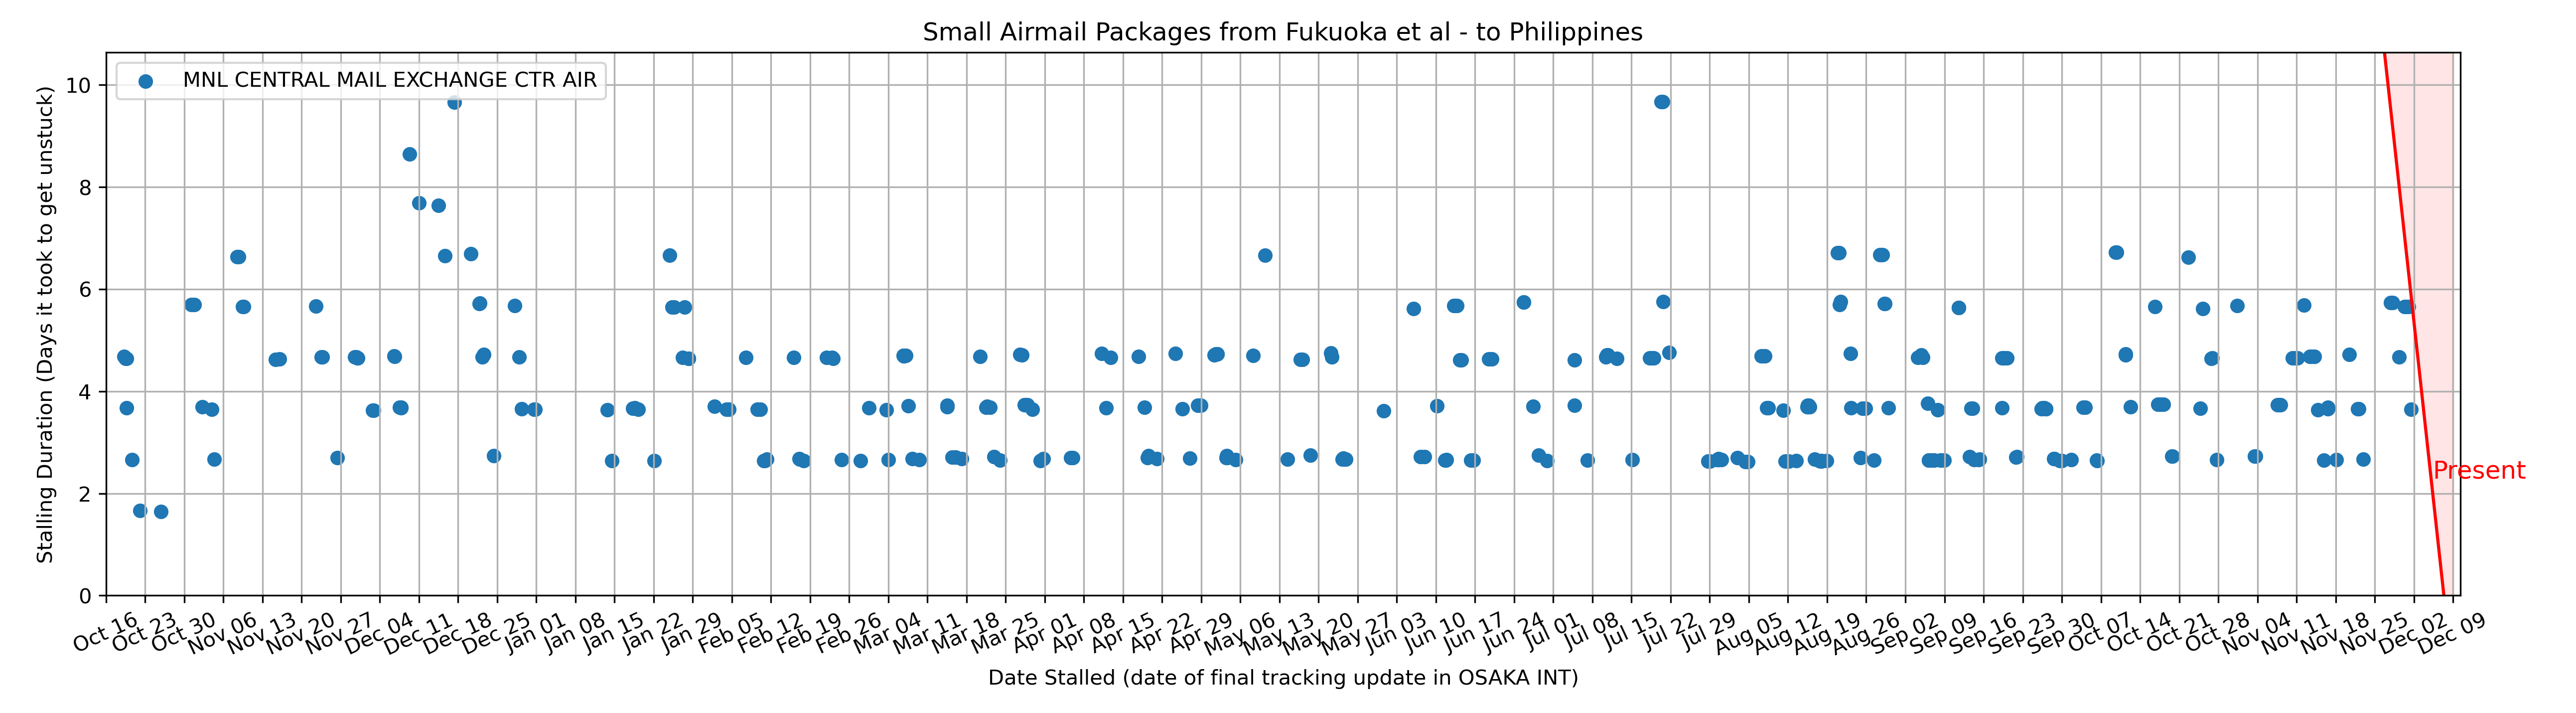 Small Airmail Packages from Fukuoka et al - to Philippines
MNL CENTRAL MAIL EXCHANGE CTR AIR
Stalling Duration (Days it took to get unstuck)
10
8
6
4
2
0
Present
Oct 16
Oct 23
Oct 30
Nov 06
Nov 13
Nov 20
Nov 27
Dec 04
Dec 11
Dec 18
Dec 25
Jan 01
Jan 08
Jan 15
Jan 22
Jan 29
Feb 05
Feb 12
Feb 19
Feb 26
Mar 04
Mar 11
Mar 18
Mar 25
Apr 01
Apr 08
Apr 15
Apr 22
Apr 29
May 06
May 13
May 20
May 27
Jun 03
Jun 10
Jun 17
Jun 24
Jul 01
Jul 08
Jul 15
Jul 22
Jul 29
Aug 05
Aug 12
Aug 19
Aug 26
Sep 02
Sep 09
Sep 16
Sep 23
Sep 30
Oct 07
Oct 14
Oct 21
Oct 28
Nov 04
Nov 11
Nov 18
Nov 25
Dec 02
Dec 09
Date Stalled (date of final tracking update in OSAKA INT)